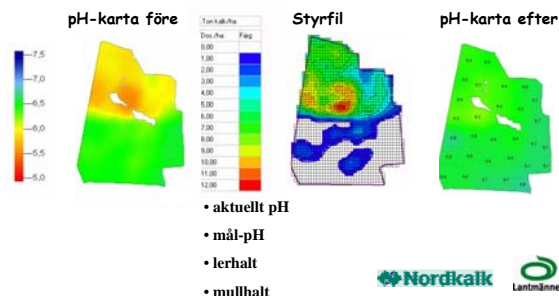 pH-karta före
Styrfil
pH-karta efter
7,5
7,0
6,5
6,0
5,5
5,0
Ton kalk/ha
Dos./ha Färg
0,00
1,00
2,00
3,00
4,00
5,00
6,00
7,00
8,00
9,00
10,00
11,00
12,00
• aktuellt pH
• mål-pH
• lerhalt
• mullhalt
Nordkalk
Lantmänne